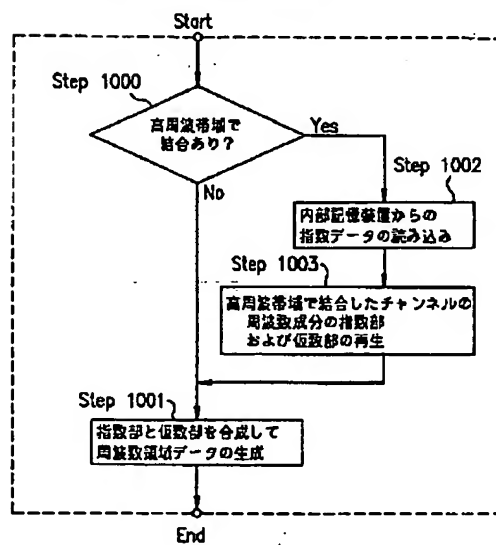 Start
Step 1000
高周波帯域で
結合あり?
Yes
No
Step 1002
内部記憶装置からの
指数データの読み込み
Step 1003
高周波帯域で結合したチャンネルの
周波数成分の指数部
および仮数部の再生
Step 1001
指数部と仮数部を合成して
周波数領域データの生成
End